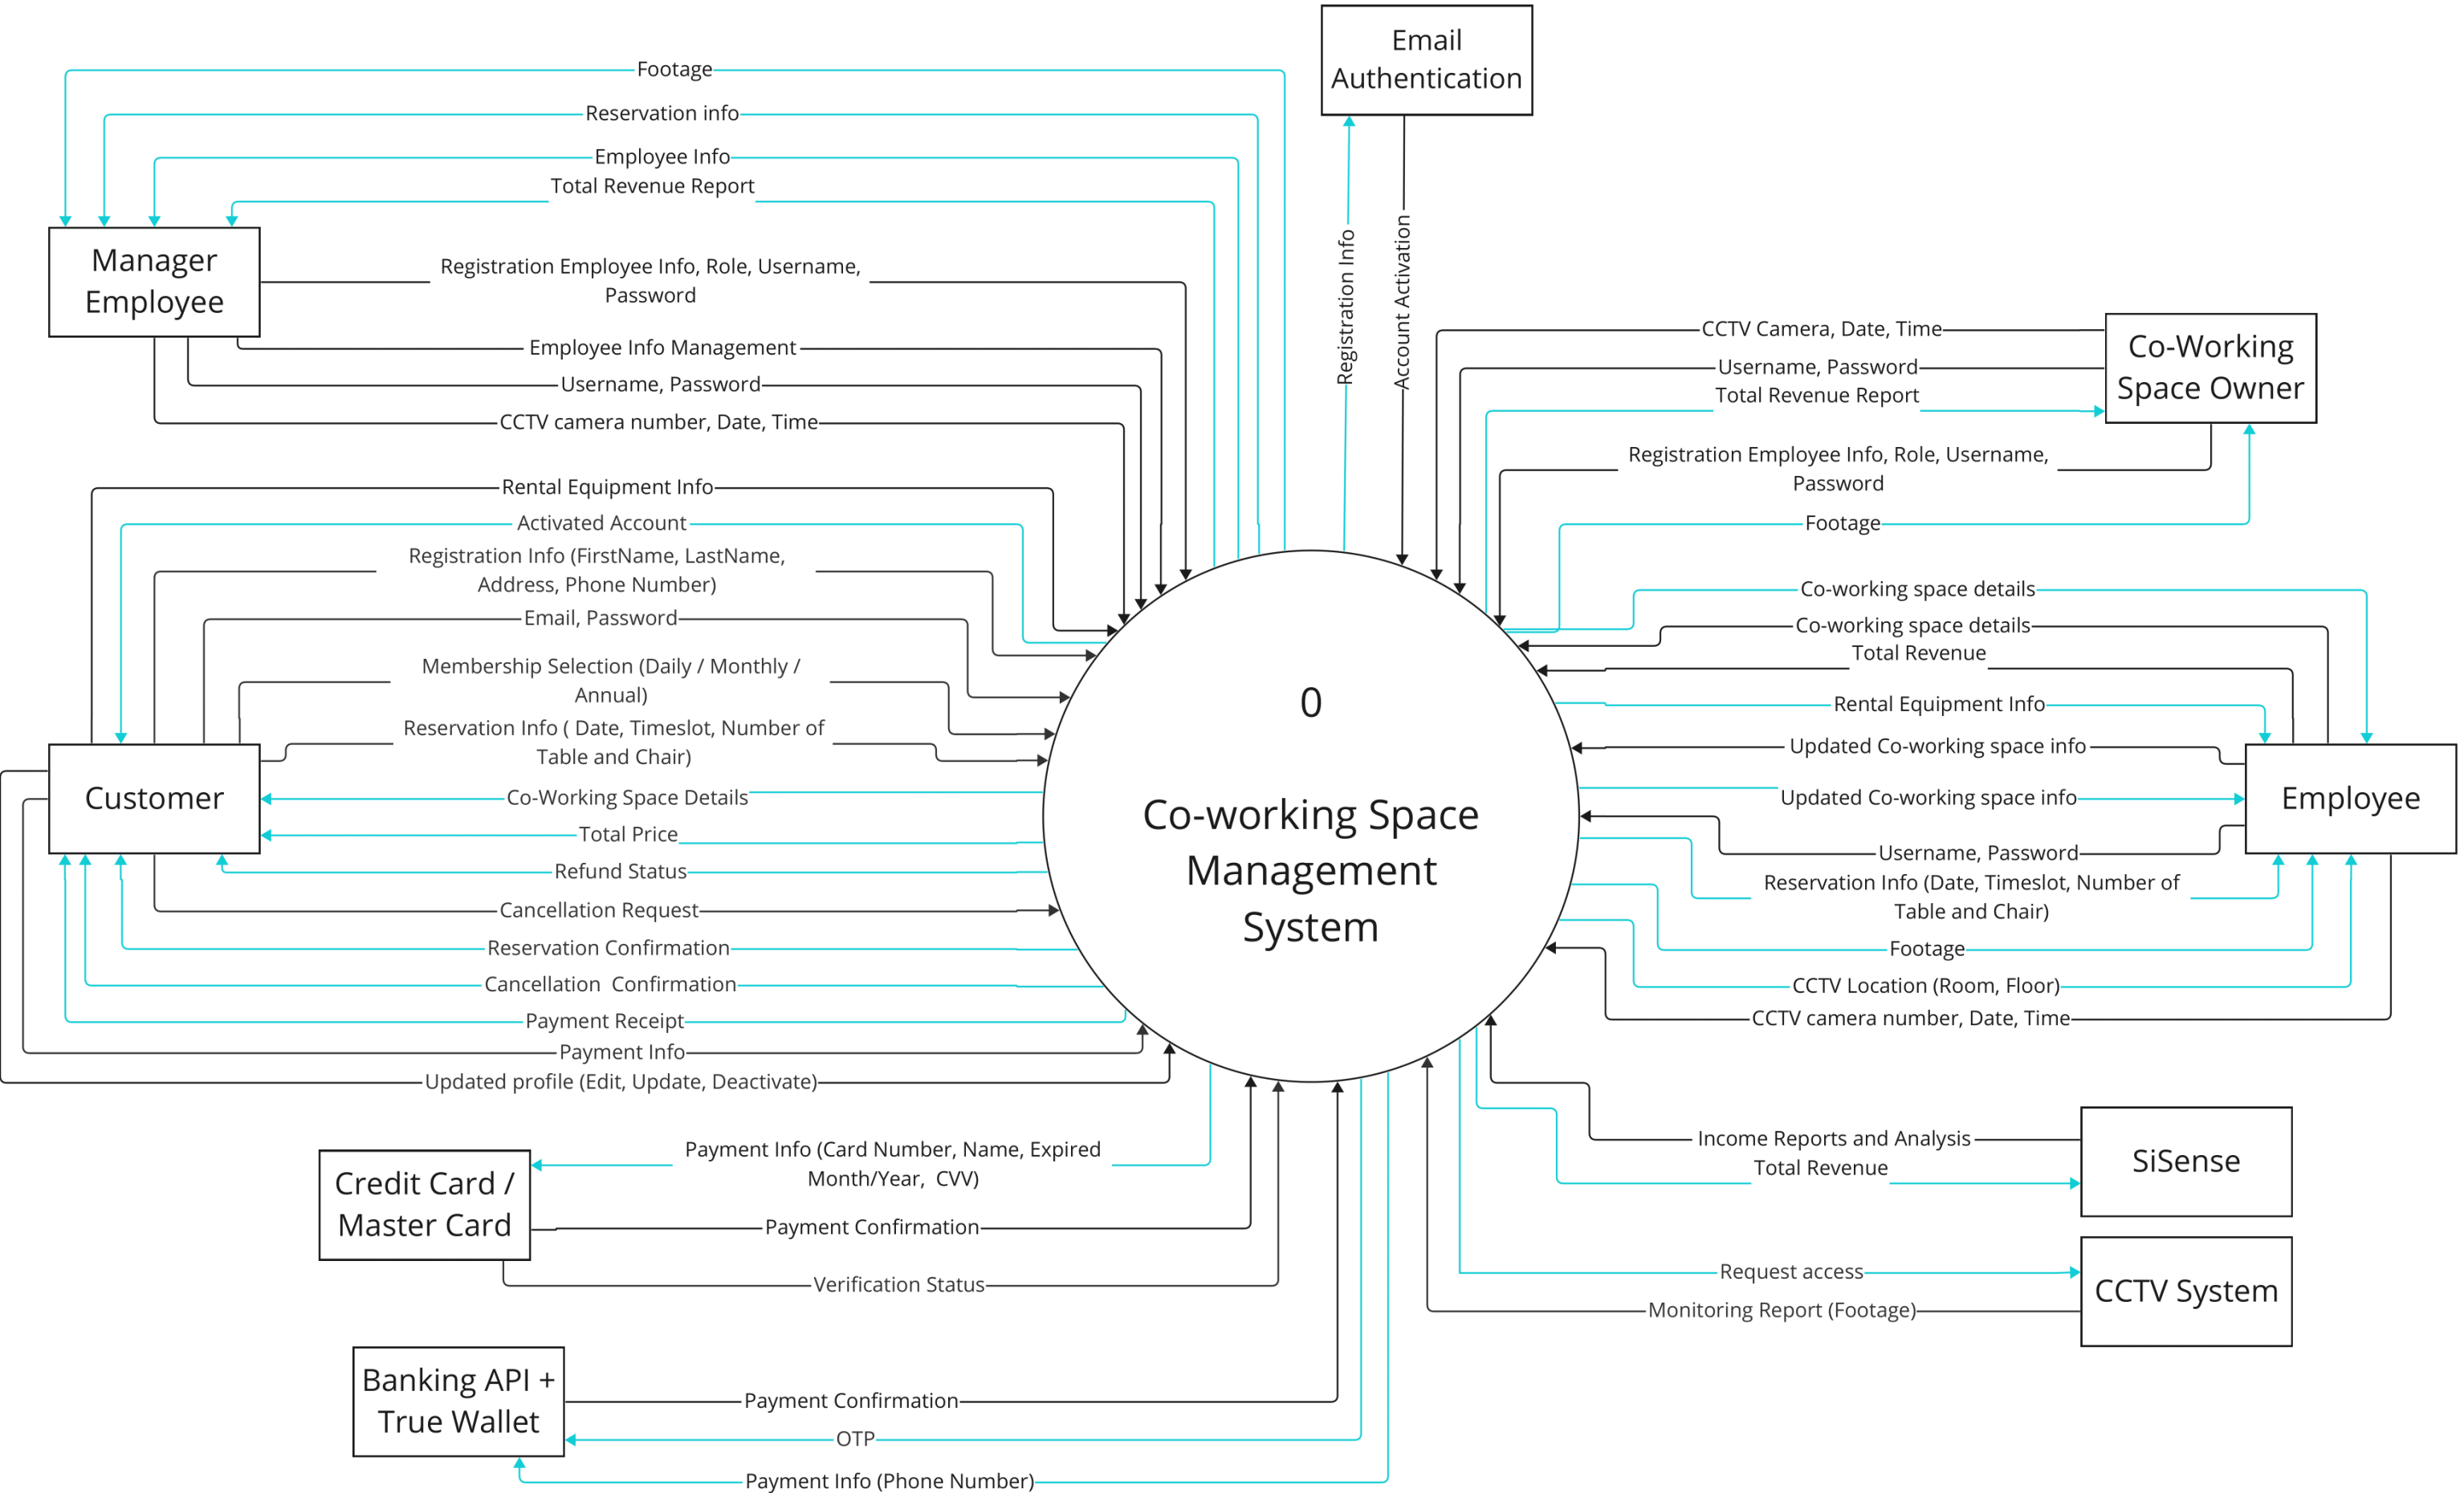 Email
Authentication
Footage
Reservation info
Employee Info
Total Revenue Report
Manager
Employee
Registration Employee Info, Role, Username,
Password
Employee Info Management
Username, Password
CCTV camera number, Date, Time
Registration Info
Account Activation
CCTV Camera, Date, Time
Username, Password
Total Revenue Report
Co-Working
Space Owner
Registration Employee Info, Role, Username,
Password
Footage
Rental Equipment Info
Activated Account
Registration Info (FirstName, LastName,
Address, Phone Number)
Email, Password
Membership Selection (Daily / Monthly /
Annual)
Reservation Info ( Date, Timeslot, Number of
Table and Chair)
Customer
Co-Working Space Details
Total Price
Refund Status
Cancellation Request
Reservation Confirmation
Cancellation  Confirmation
Payment Receipt
Payment Info
Updated profile (Edit, Update, Deactivate)
0
Co-working Space
Management
System
Co-working space details
Co-working space details
Total Revenue
Rental Equipment Info
Updated Co-working space info
Updated Co-working space info
Employee
Username, Password
Reservation Info (Date, Timeslot, Number of
Table and Chair)
Footage
CCTV Location (Room, Floor)
CCTV camera number, Date, Time
Credit Card /
Master Card
Payment Info (Card Number, Name, Expired
Month/Year,  CVV)
Payment Confirmation
Verification Status
Income Reports and Analysis
Total Revenue
SiSense
Request access
Monitoring Report (Footage)
CCTV System
Banking API +
True Wallet
Payment Confirmation
OTP
Payment Info (Phone Number)